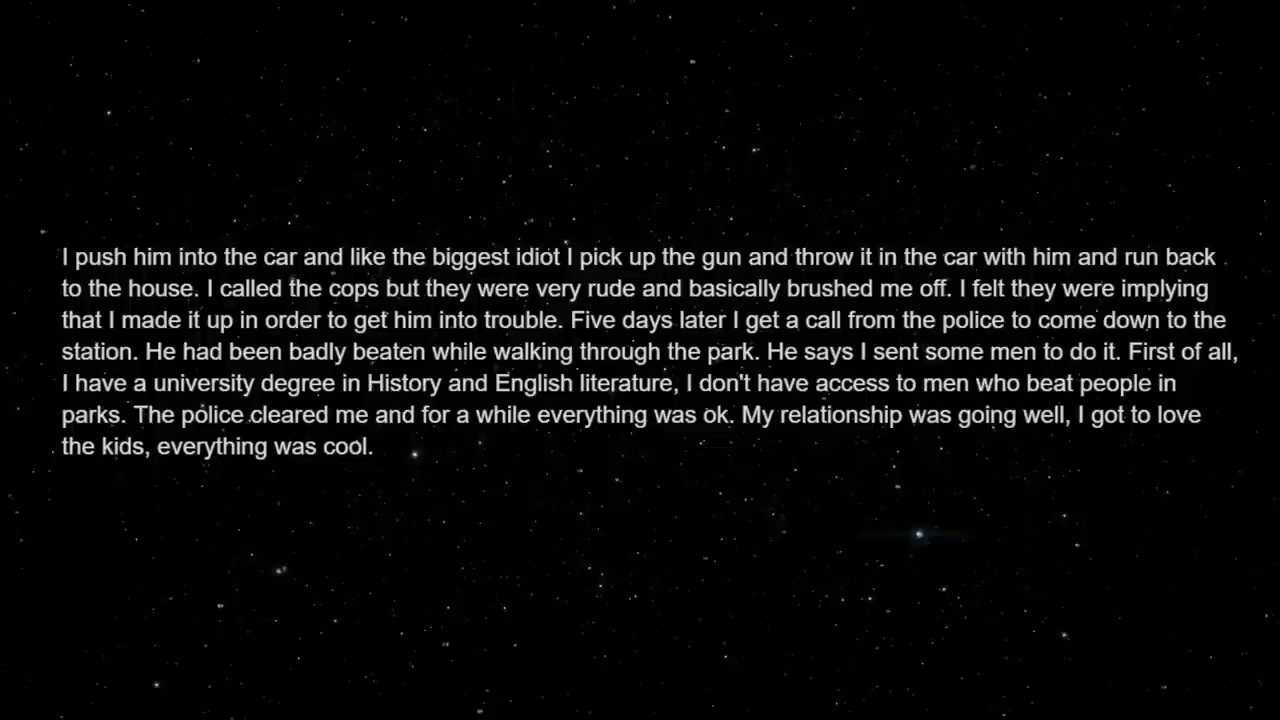 I push him into the car and like the biggest idiot I pick up the gun and throw it in the car with him and run back
to the house. I called the cops but they were very rude and basically brushed me off. I felt they were implying
that I made it up in order to get him into trouble. Five days later I get a call from the police to come down to the
station. He had been badly beaten while walking through the park. He says I sent some men to do it. First of all,
I have a university degree in History and English literature, I don't have access to men who beat people in
parks. The police cleared me and for a while everything was ok. My relationship was going well, I got to love
the kids, everything was cool.